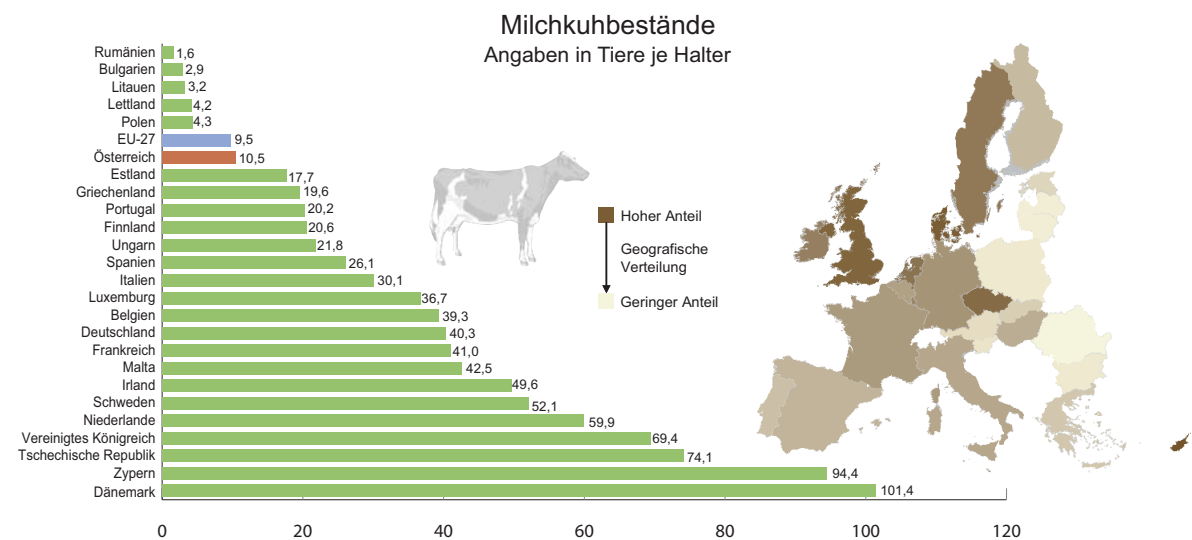 Milchkuhbestände
Angaben in Tiere je Halter
Rumänien 1,6
Bulgarien 2,9
Litauen 3,2
Lettland 4,2
Polen 4,3
EU-27 9,5
Österreich 10,5
Estland 17,7
Griechenland 19,6
Portugal 20,2
Finnland 20,6
Ungarn 21,8
Spanien 26,1
Italien 30,1
Luxemburg 36,7
Belgien 39,3
Deutschland 40,3
Frankreich 41,0
Malta 42,5
Irland 49,6
Schweden 52,1
Niederlande 59,9
Vereinigtes Königreich 69,4
Tschechische Republik 74,1
Zypern 94,4
Dänemark 101,4
0 20 40 60 80 100 120
Hoher Anteil
Geografische
Verteilung
Geringer Anteil